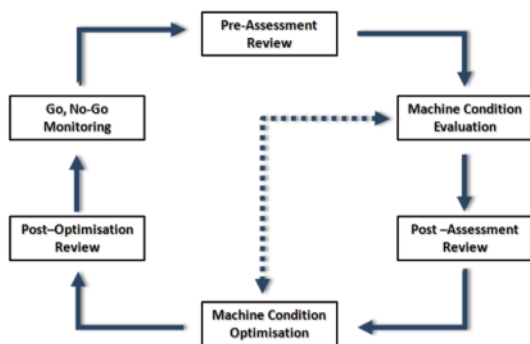 Pre-Assessment
Review
Go, No-Go
Monitoring
Machine Condition
Evaluation
Post–Optimisation
Review
Post –Assessment
Review
Machine Condition
Optimisation